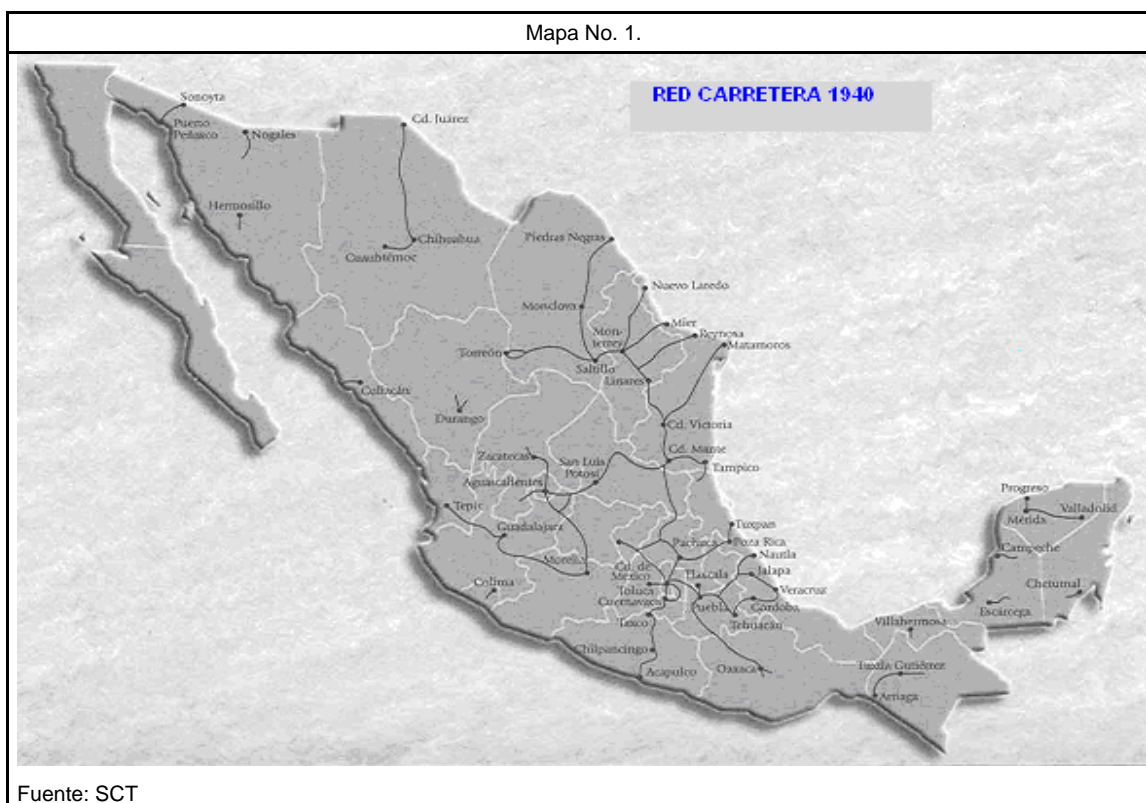 Mapa No. 1.
RED CARRETERA 1940
Sonoyta
Puerto
Peñasco
Nogales
Cd. Juárez
Hermosillo
Chihuahua
Cuauhtémoc
Piedras Negras
Nuevo Laredo
Monclova
Mier
Mon-
terrey
Reynosa
Matamoros
Torreón
Saltillo
Linares
Culiacán
Durango
Cd. Victoria
Zacatecas
San Luis
Potosí
Cd. Mante
Tampico
Aguascalientes
Tepic
Guadalajara
Tuxpan
Pachuca
Poza Rica
Nautla
Morelia
Cd. de
México
Tlaxcala
Jalapa
Colima
Toluca
Veracruz
Cuernavaca
Puebla
Córdoba
Taxco
Tehuacán
Chilpancingo
Acapulco
Oaxaca
Villahermosa
Tuxtla Gutiérrez
Arriaga
Progreso
Mérida
Valladolid
Campeche
Chetumal
Escárcega
Fuente: SCT